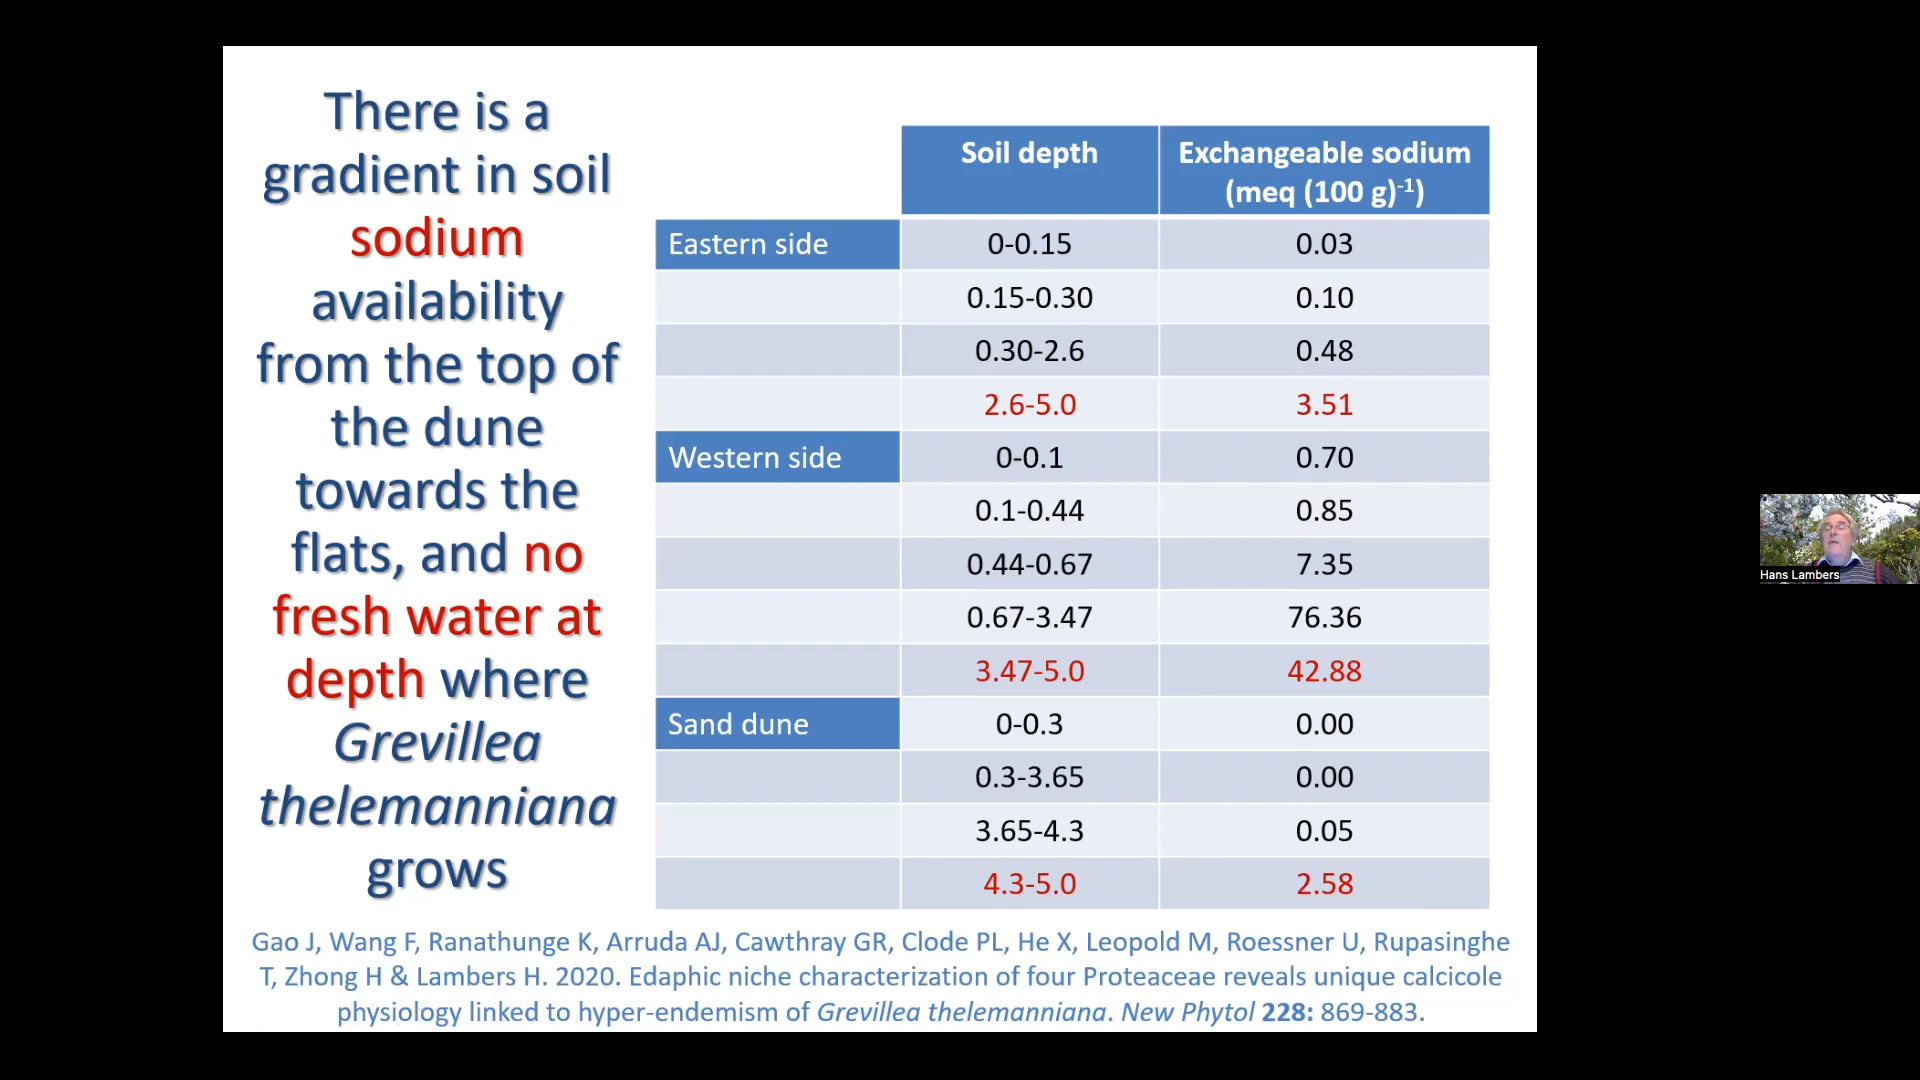 There is a
gradient in soil
sodium
availability
from the top of
the dune
towards the
flats, and no
fresh water at
depth where
Grevillea
thelemanniana
grows
Soil depth Exchangeable sodium
(meq (100 g)⁻¹)
Eastern side 0-0.15 0.03
0.15-0.30 0.10
0.30-2.6 0.48
2.6-5.0 3.51
Western side 0-0.1 0.70
0.1-0.44 0.85
0.44-0.67 7.35
0.67-3.47 76.36
3.47-5.0 42.88
Sand dune 0-0.3 0.00
0.3-3.65 0.00
3.65-4.3 0.05
4.3-5.0 2.58
Gao J, Wang F, Ranathunge K, Arruda AJ, Cawthray GR, Clode PL, He X, Leopold M, Roessner U, Rupasinghe
T, Zhong H & Lambers H. 2020. Edaphic niche characterization of four Proteaceae reveals unique calcicole
physiology linked to hyper-endemism of Grevillea thelemanniana. New Phytol 228: 869-883.
Hans Lambers